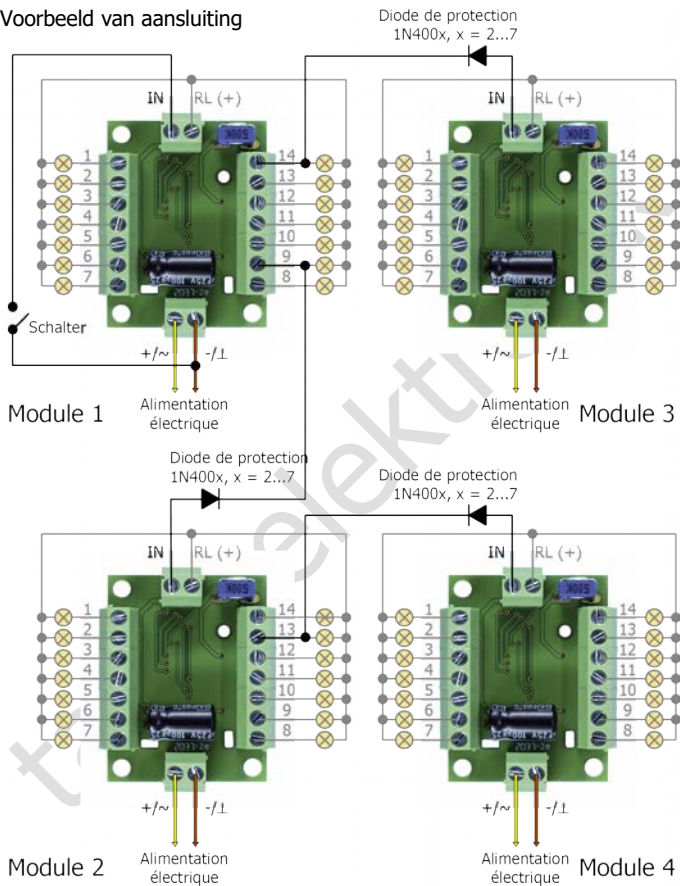 Voorbeeld van aansluiting
Diode de protection
1N400x, x = 2...7
IN RL (+)
1
2
3
4
5
6
7
14
13
12
11
10
9
8
Schalter
+/~ -/⊥
Alimentation
électrique
Module 1
IN RL (+)
1
2
3
4
5
6
7
14
13
12
11
10
9
8
+/~ -/⊥
Alimentation
électrique
Module 3
Diode de protection
1N400x, x = 2...7
Diode de protection
1N400x, x = 2...7
IN RL (+)
1
2
3
4
5
6
7
14
13
12
11
10
9
8
+/~ -/⊥
Alimentation
électrique
Module 2
IN RL (+)
1
2
3
4
5
6
7
14
13
12
11
10
9
8
+/~ -/⊥
Alimentation
électrique
Module 4